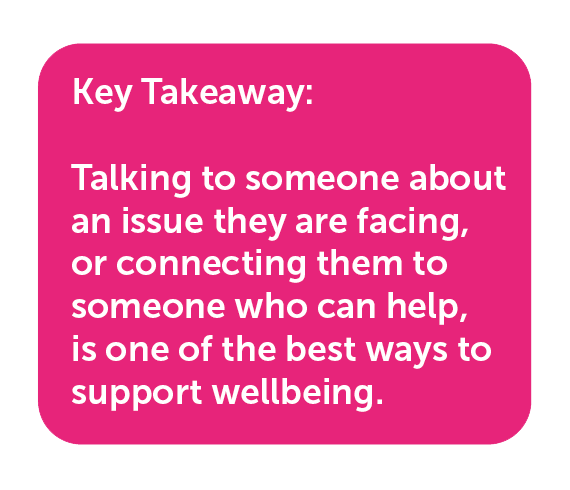 Key Takeaway:
Talking to someone about
an issue they are facing,
or connecting them to
someone who can help,
is one of the best ways to
support wellbeing.